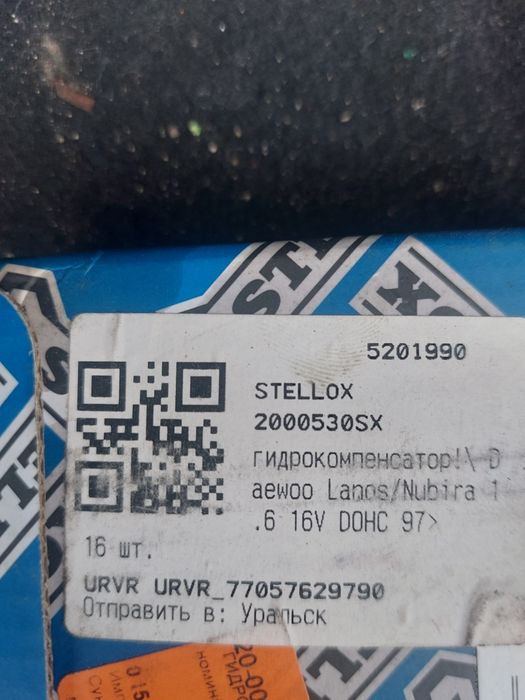 5201990
STELLOX
2000530SX
гидрокомпенсатор!\ D
aewoo Lanos/Nubira 1
.6 16V DOHC 97>
16 шт.
URVR URVR_77057629790
Отправить в: Уральск